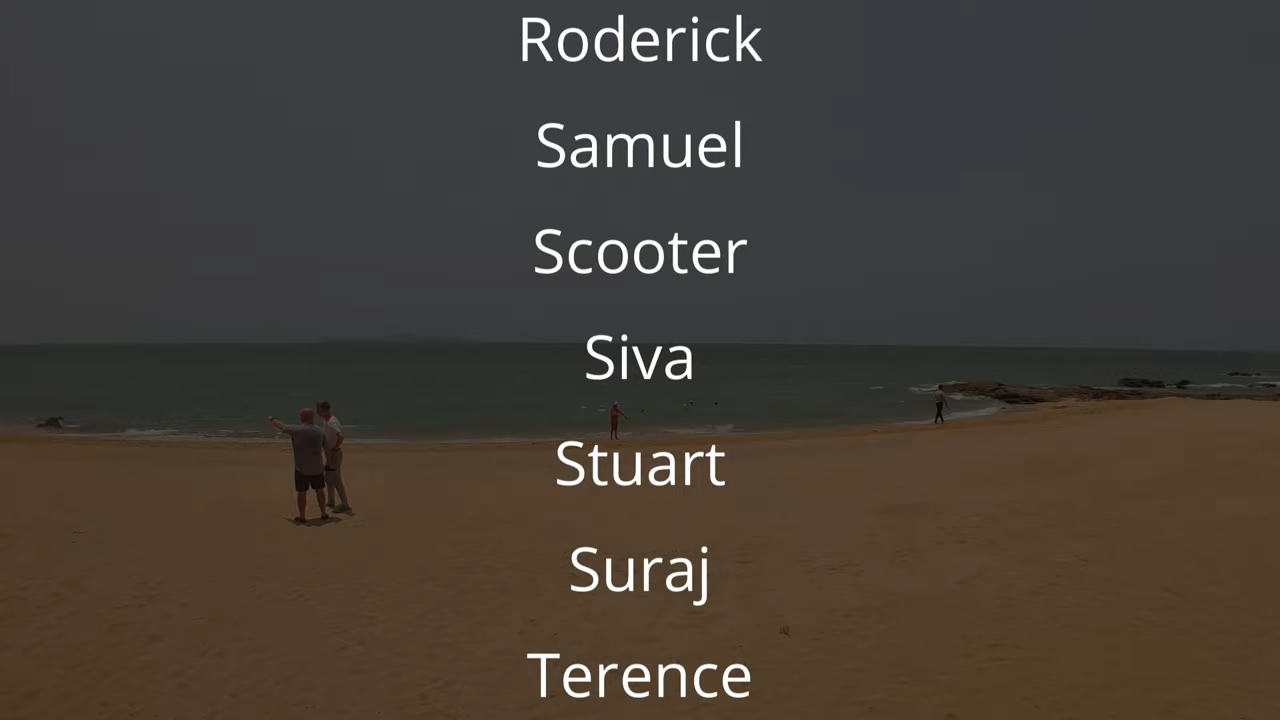 Roderick
Samuel
Scooter
Siva
Stuart
Suraj
Terence